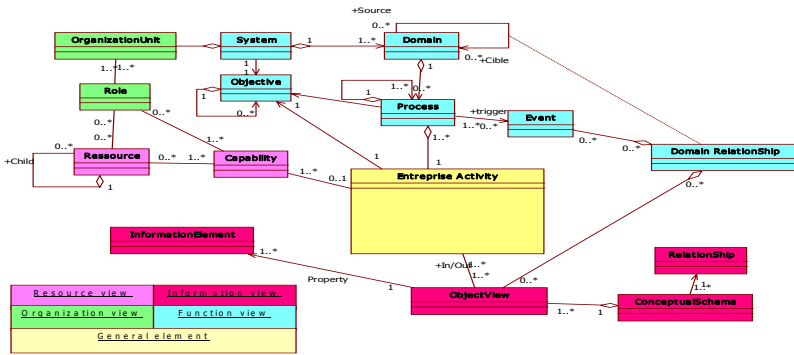 +Source
0..*
OrganizationUnit
System
1
1..*
Domain
0..*
+Cible
1..*
1..*
1
1
1
Objective
1
0..*
1..*
1
Process
0..*
Role
0..*
+trigger
1..*
0..*
Event
0..*
0..*
1..*
1..*
0..*
0..*
Domain RelationShip
+Child
Ressource
0..*
1..*
Capability
1..*
0..1
1
1
0..*
1
Entreprise Activity
InformationElement
+In/Out
1..*
1..*
0..*
RelationShip
Property
1
ObjectView
1..*
1
1
1..*
ConceptualSchema
Resource view
Information view
Organization view
Function view
General element